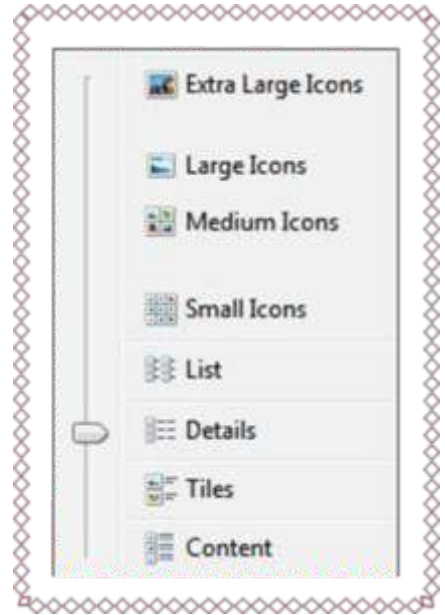 Extra Large Icons
Large Icons
Medium Icons
Small Icons
List
Details
Tiles
Content